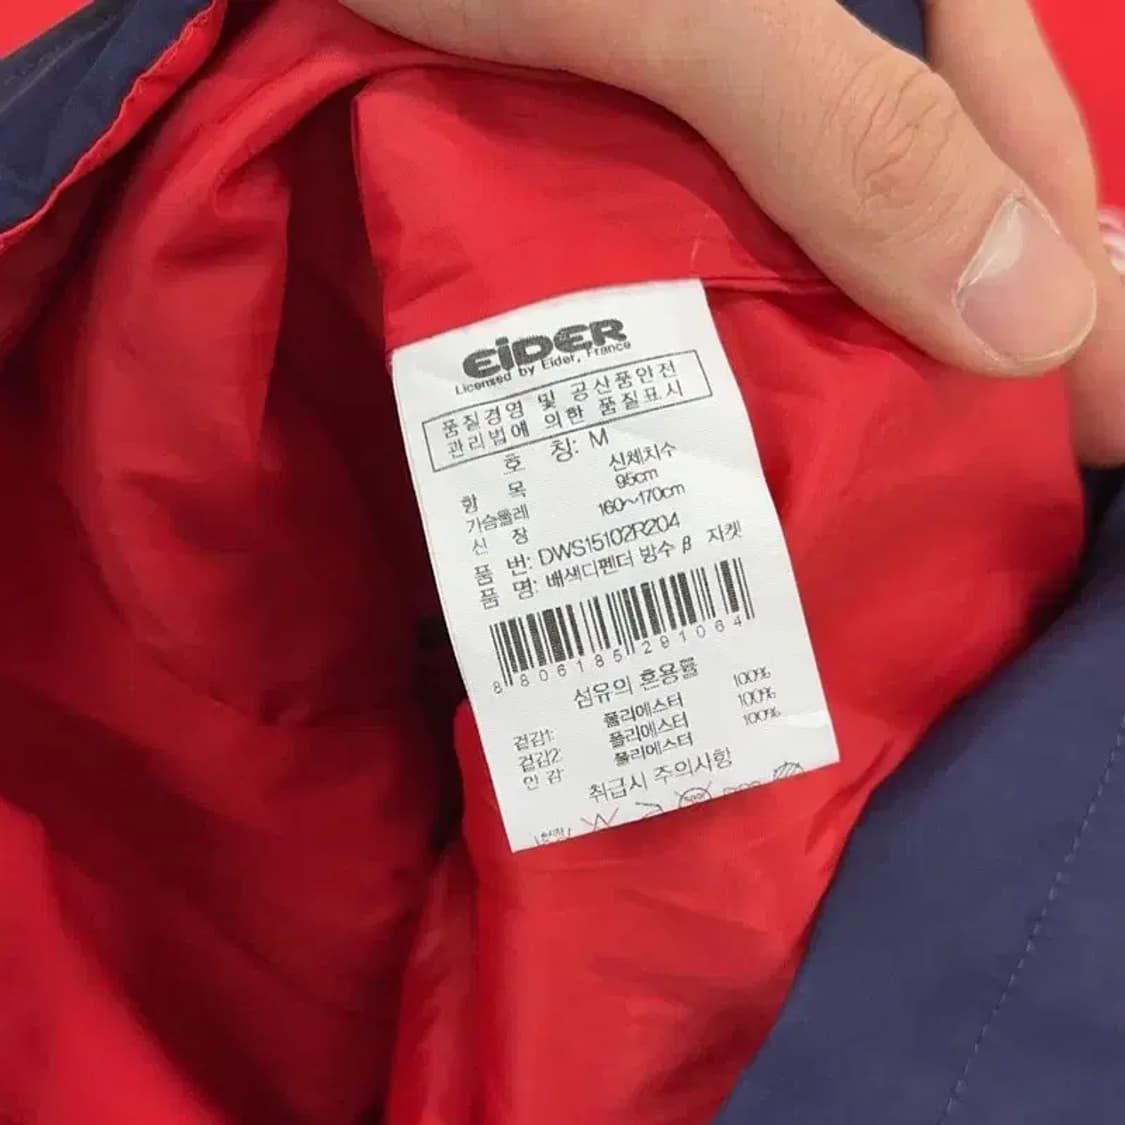 EiDER
Licensed by Eider, France
품질경영 및 공산품안전
관리법에 의한 품질표시
호 칭: M
항 목 신체치수
가슴둘레 95cm
신 장 160~170cm
품 번: DWS15102R204
품 명: 배색디펜더 방수 β 자켓
8 806185 291064
섬유의 혼용률
겉감1: 폴리에스터 100%
겉감2: 폴리에스터 100%
안 감 폴리에스터 100%
취급시 주의사항